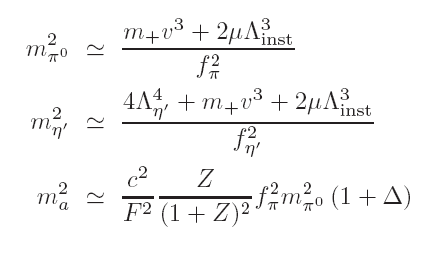 $m_{\pi^0}^2 \simeq \frac{m_+ v^3 + 2\mu\Lambda_{\text{inst}}^3}{f_\pi^2}$
$m_{\eta'}^2 \simeq \frac{4\Lambda_{\eta'}^4 + m_+ v^3 + 2\mu\Lambda_{\text{inst}}^3}{f_{\eta'}^2}$
$m_a^2 \simeq \frac{c^2}{F^2} \frac{Z}{(1+Z)^2} f_\pi^2 m_{\pi^0}^2 (1 + \Delta)$